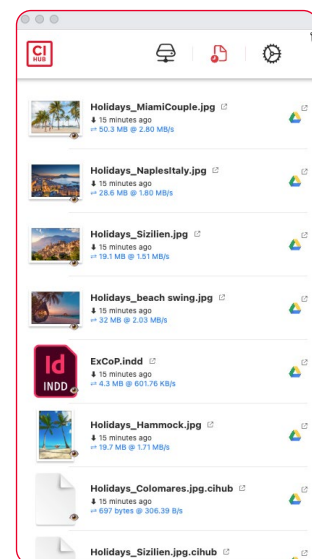 CI
HUB
Holidays_MiamiCouple.jpg
15 minutes ago
50.3 MB @ 2.80 MB/s
Holidays_NaplesItaly.jpg
15 minutes ago
28.6 MB @ 1.80 MB/s
Holidays_Sizilien.jpg
15 minutes ago
19.1 MB @ 1.51 MB/s
Holidays_beach swing.jpg
15 minutes ago
32 MB @ 2.03 MB/s
Id
INDD
ExCoP.indd
15 minutes ago
4.3 MB @ 601.76 KB/s
Holidays_Hammock.jpg
15 minutes ago
19.7 MB @ 1.71 MB/s
Holidays_Colomares.jpg.cihub
15 minutes ago
697 bytes @ 306.39 B/s
Holidays_Sizilien.jpg.cihub